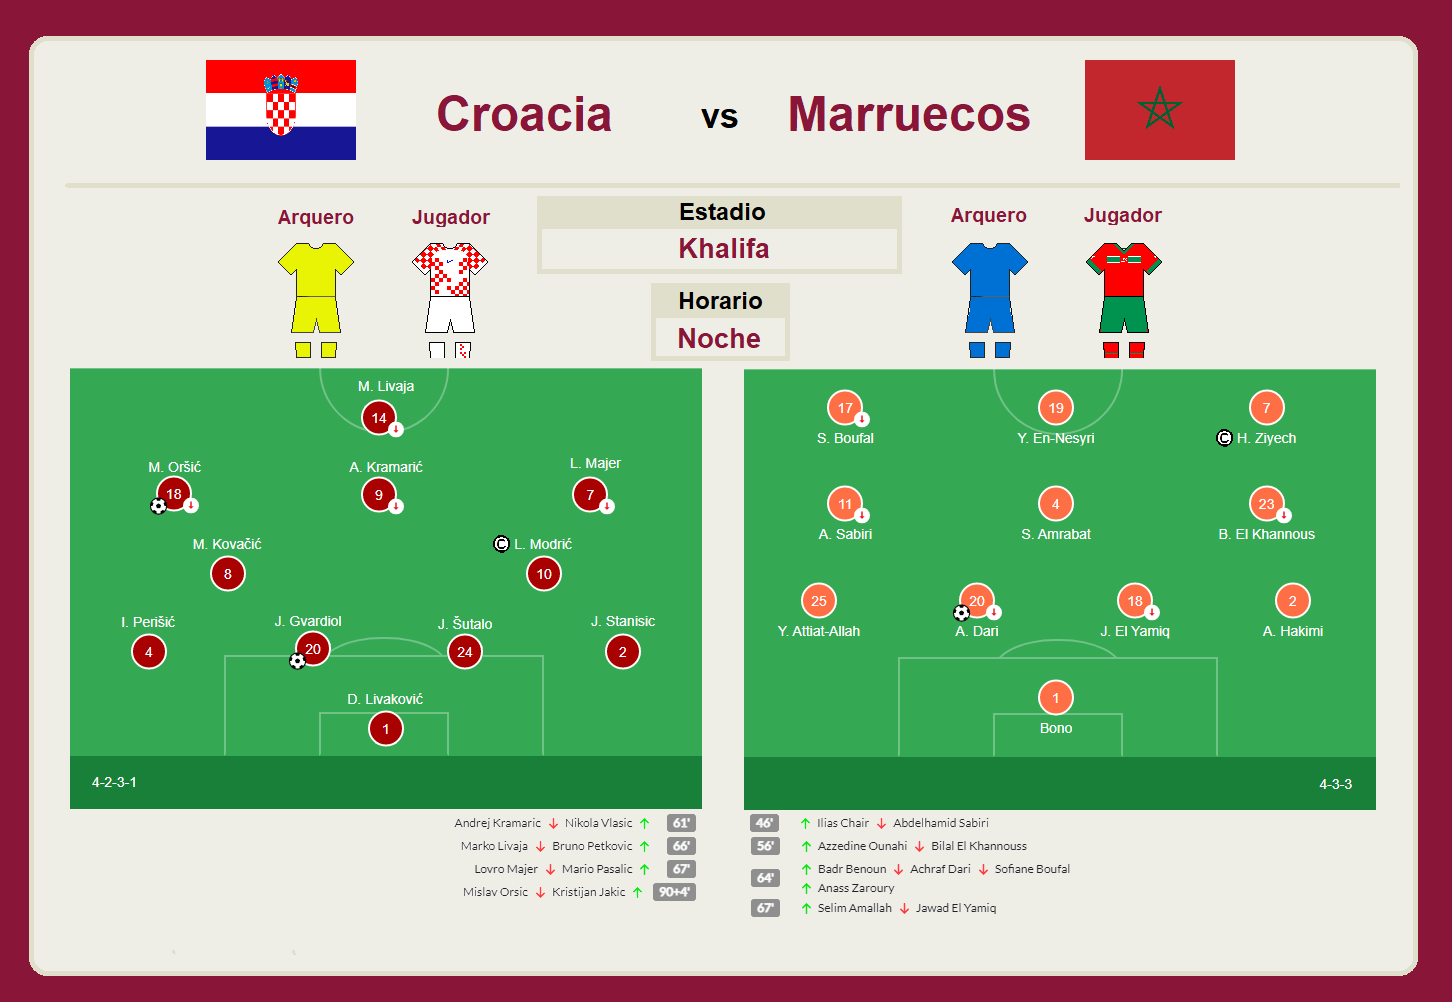 Croacia vs Marruecos
Arquero Jugador
Estadio
Khalifa
Horario
Noche
Arquero Jugador
M. Livaja
14
M. Oršić A. Kramarić L. Majer
18 9 7
M. Kovačić © L. Modrić
8 10
I. Perišić J. Gvardiol J. Šutalo J. Stanisic
4 20 24 2
D. Livaković
1
4-2-3-1
17 19 7
S. Boufal Y. En-Nesyri © H. Ziyech
11 4 23
A. Sabiri S. Amrabat B. El Khannous
25 20 18 2
Y. Attiat-Allah A. Dari J. El Yamiq A. Hakimi
1
Bono
4-3-3
Andrej Kramaric ↓ Nikola Vlasic ↑ 61'
Marko Livaja ↓ Bruno Petkovic ↑ 66'
Lovro Majer ↓ Mario Pasalic ↑ 67'
Mislav Orsic ↓ Kristijan Jakic ↑ 90+4'
46' ↑ Ilias Chair ↓ Abdelhamid Sabiri
56' ↑ Azzedine Ounahi ↓ Bilal El Khannouss
64' ↑ Badr Benoun ↓ Achraf Dari ↓ Sofiane Boufal
↑ Anass Zaroury
67' ↑ Selim Amallah ↓ Jawad El Yamiq